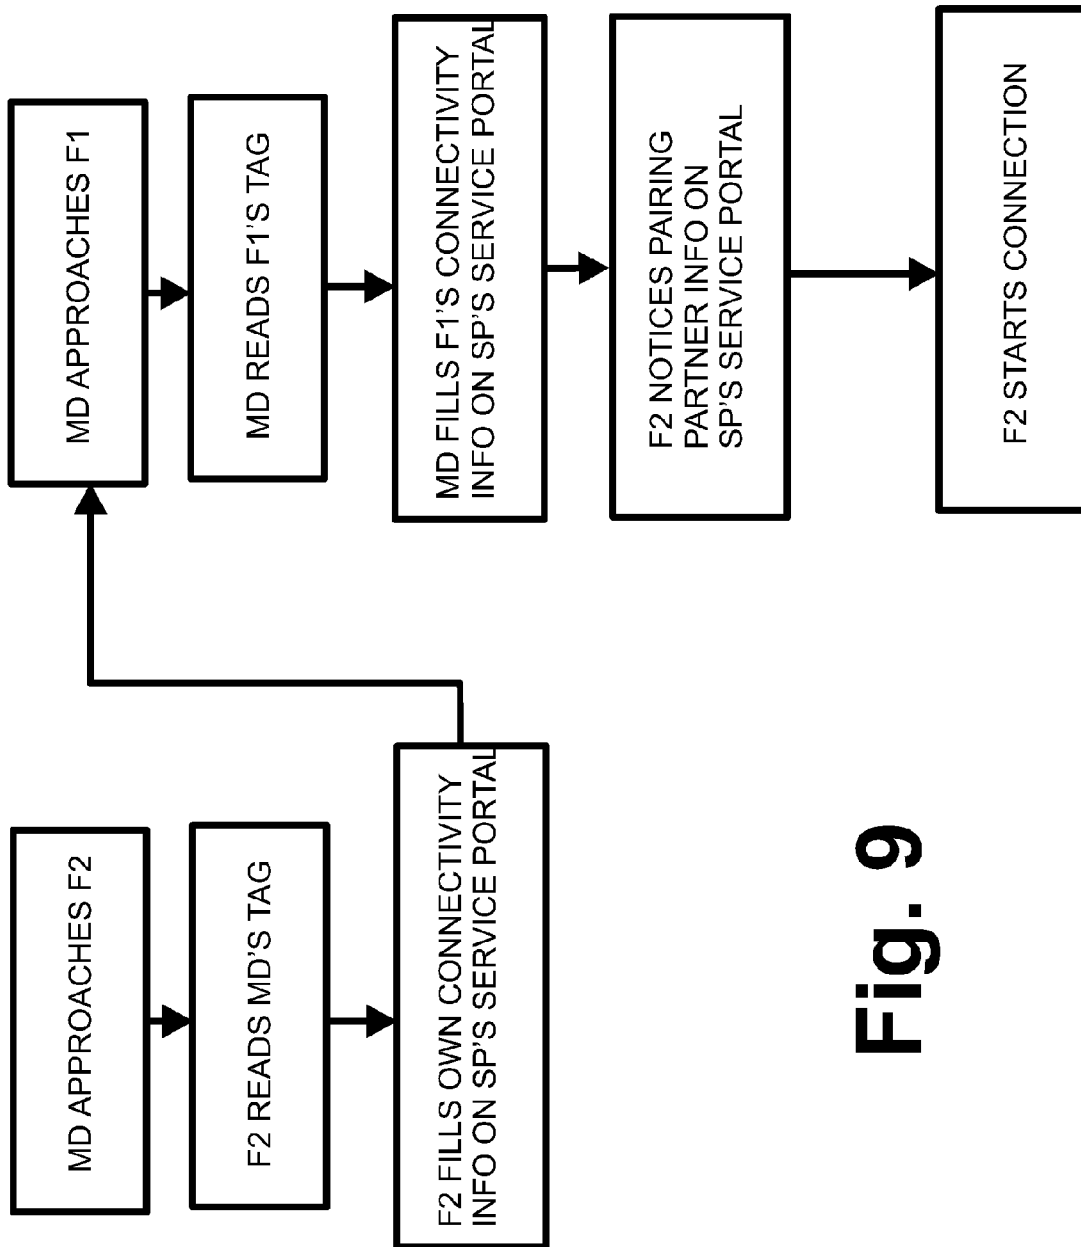 MD APPROACHES F2
F2 READS MD'S TAG
F2 FILLS OWN CONNECTIVITY
INFO ON SP'S SERVICE PORTAL
MD APPROACHES F1
MD READS F1'S TAG
MD FILLS F1'S CONNECTIVITY
INFO ON SP'S SERVICE PORTAL
F2 NOTICES PAIRING
PARTNER INFO ON
SP'S SERVICE PORTAL
F2 STARTS CONNECTION
Fig. 9